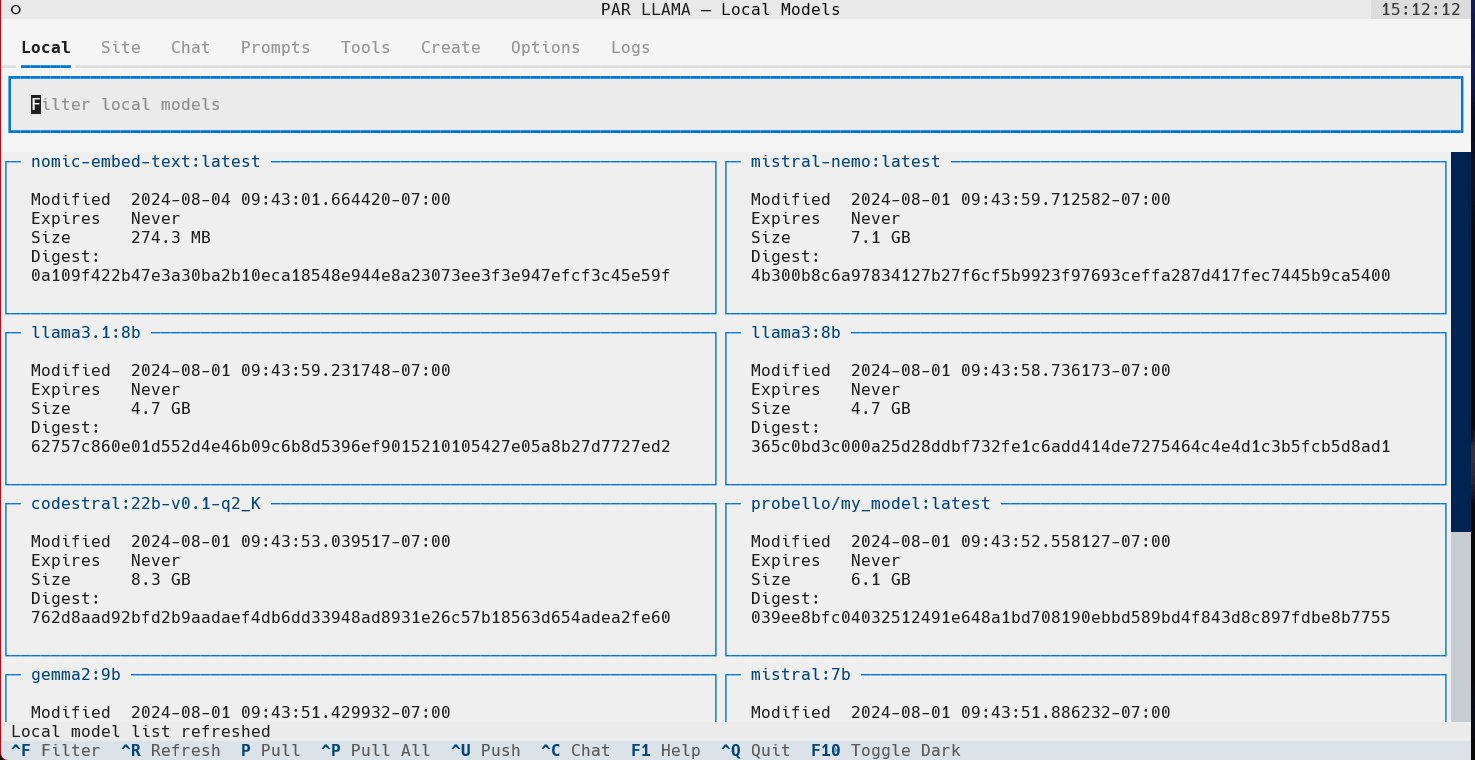 PAR LLAMA — Local Models 15:12:12
Local Site Chat Prompts Tools Create Options Logs
Filter local models
nomic-embed-text:latest mistral-nemo:latest
Modified 2024-08-04 09:43:01.664420-07:00 Modified 2024-08-01 09:43:59.712582-07:00
Expires Never Expires Never
Size 274.3 MB Size 7.1 GB
Digest: Digest:
0a109f422b47e3a30ba2b10eca18548e944e8a23073ee3f3e947efcf3c45e59f 4b300b8c6a97834127b27f6cf5b9923f97693ceffa287d417fec7445b9ca5400
llama3.1:8b llama3:8b
Modified 2024-08-01 09:43:59.231748-07:00 Modified 2024-08-01 09:43:58.736173-07:00
Expires Never Expires Never
Size 4.7 GB Size 4.7 GB
Digest: Digest:
62757c860e01d552d4e46b09c6b8d5396ef9015210105427e05a8b27d7727ed2 365c0bd3c000a25d28ddbf732fe1c6add414de7275464c4e4d1c3b5fcb5d8ad1
codestral:22b-v0.1-q2_K probello/my_model:latest
Modified 2024-08-01 09:43:53.039517-07:00 Modified 2024-08-01 09:43:52.558127-07:00
Expires Never Expires Never
Size 8.3 GB Size 6.1 GB
Digest: Digest:
762d8aad92bfd2b9aadaef4db6dd33948ad8931e26c57b18563d654adea2fe60 039ee8bfc04032512491e648a1bd708190ebbd589bd4f843d8c897fdbe8b7755
gemma2:9b mistral:7b
Modified 2024-08-01 09:43:51.429932-07:00 Modified 2024-08-01 09:43:51.886232-07:00
Local model list refreshed
^F Filter ^R Refresh P Pull ^P Pull All ^U Push ^C Chat F1 Help ^Q Quit F10 Toggle Dark